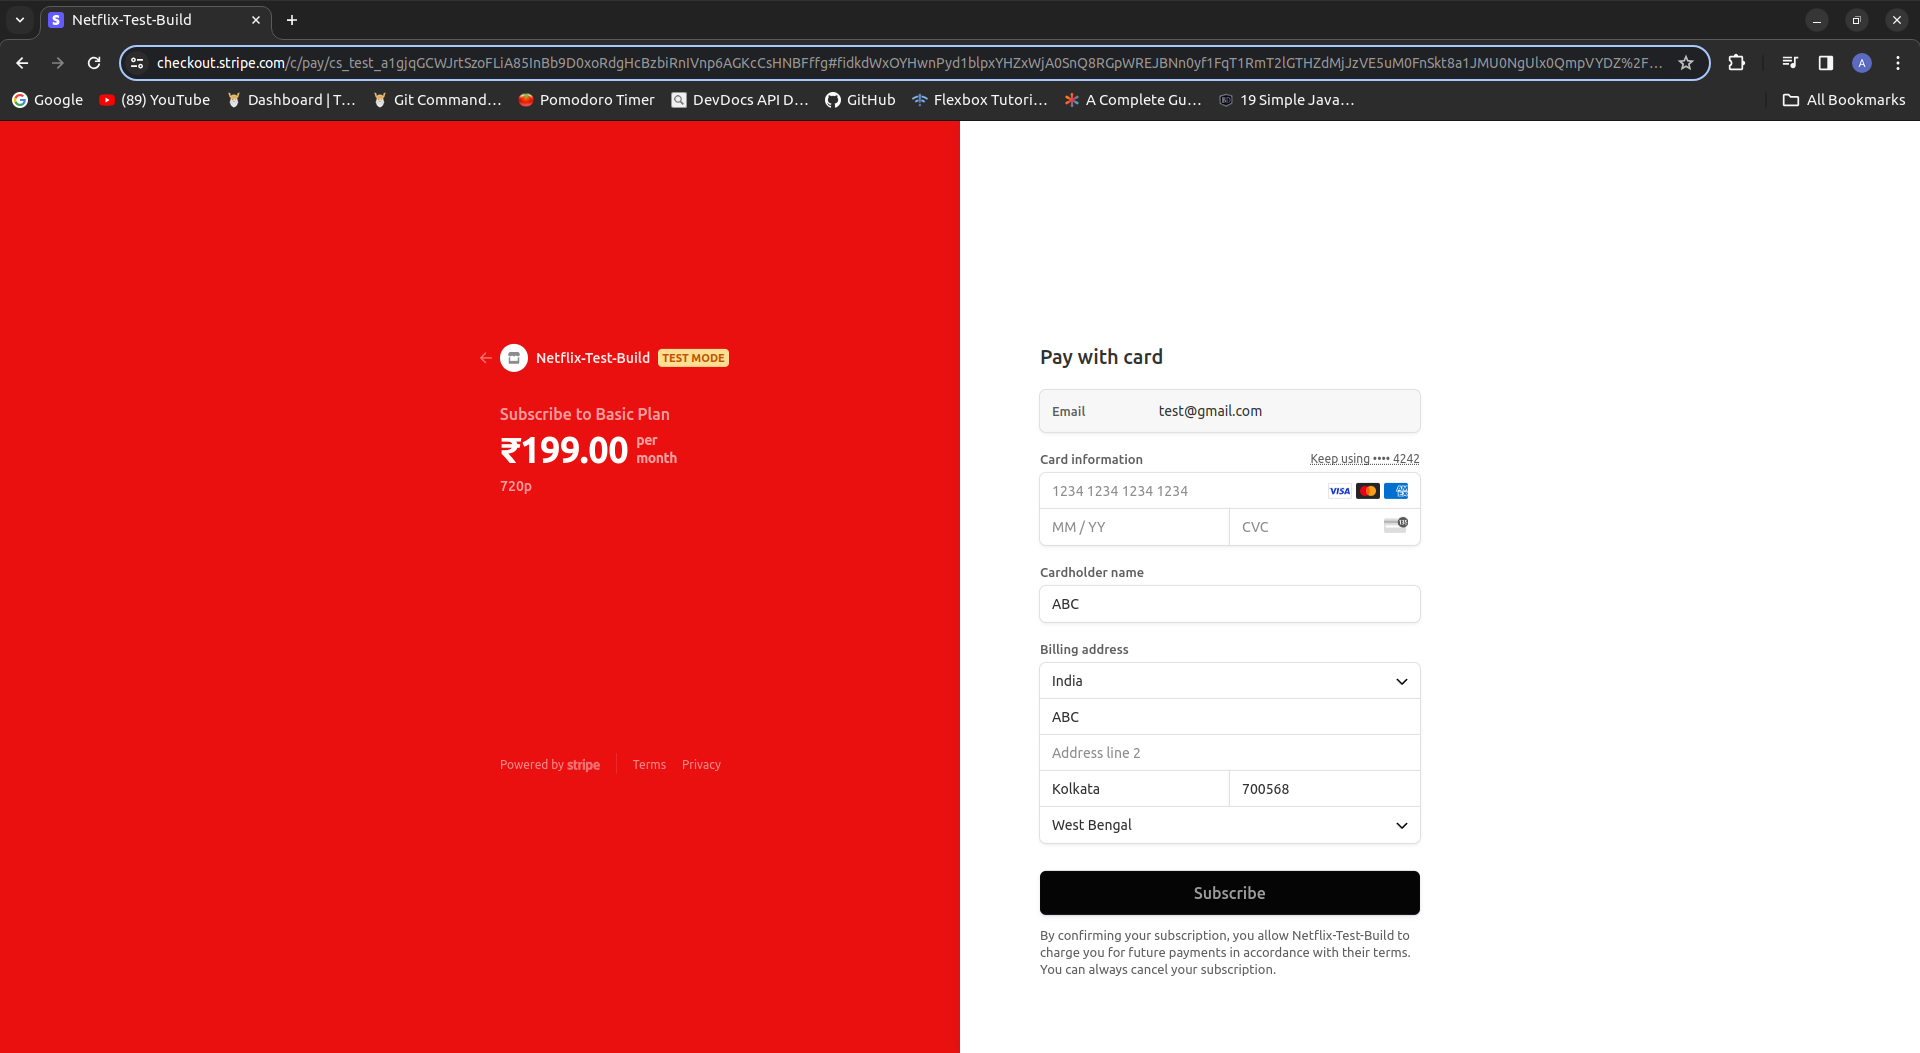 Netflix-Test-Build
checkout.stripe.com/c/pay/cs_test_a1gjqGCWJrtSzoFLiA85InBb9D0xoRdgHcBzbiRnIVnp6AGKcCsHNBFffg#fidkdWxOYHwnPyd1blpxYHZxWjA0SnQ8RGpWREJBNn0yf1FqT1RmT2lGTHZdMjJzVE5uM0FnSkt8a1JMU0NgUlx0QmpVYDZ%2F...
A
Google
(89) YouTube
Dashboard | T...
Git Command...
Pomodoro Timer
DevDocs API D...
GitHub
Flexbox Tutori...
A Complete Gu...
19 Simple Java...
All Bookmarks
Netflix-Test-Build TEST MODE
Subscribe to Basic Plan
₹199.00 per month
720p
Powered by stripe
Terms
Privacy
Pay with card
Email test@gmail.com
Card information Keep using •••• 4242
1234 1234 1234 1234 VISA AMEX
MM / YY CVC 135
Cardholder name
ABC
Billing address
India
ABC
Address line 2
Kolkata 700568
West Bengal
Subscribe
By confirming your subscription, you allow Netflix-Test-Build to
charge you for future payments in accordance with their terms.
You can always cancel your subscription.